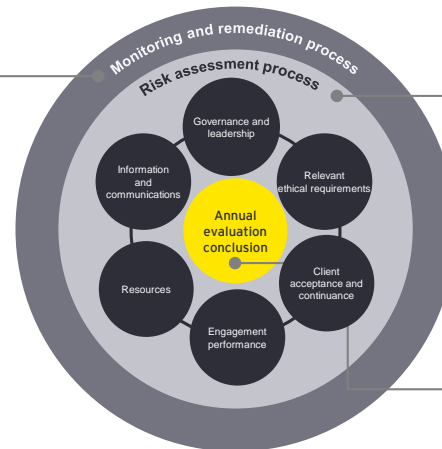 Monitoring and remediation process
Risk assessment process
Governance and
leadership
Information
and
communications
Relevant
ethical requirements
Annual
evaluation
conclusion
Resources
Client
acceptance and
continuance
Engagement
performance